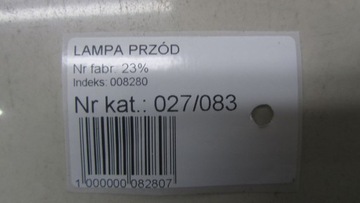 LAMPA PRZÓD
Nr fabr. 23%
Indeks: 008280
Nr kat.: 027/083
1 000000 082807